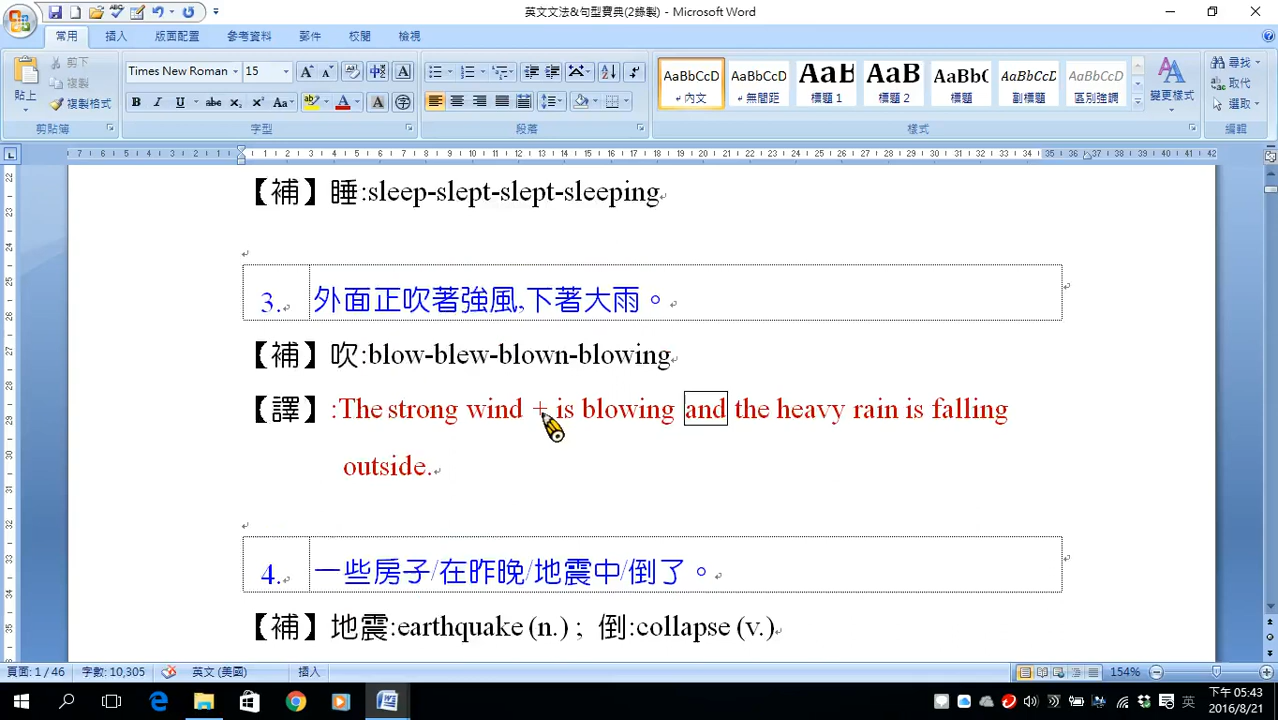 英文文法&句型寶典(2錄製) - Microsoft Word
常用 插入 版面配置 參考資料 郵件 校閱 檢視
貼上 剪下 複製 複製格式 剪貼簿
Times New Roman 15
字型
段落
AaBbCcD AaBbCcD AaBb AaB AaBb( AaBbCcD AaBbCcD
內文 無間距 標題 1 標題 2 標題 副標題 區別強調
樣式
變更樣式
尋找 取代 選取 編輯
【補】睡:sleep-slept-slept-sleeping
3. 外面正吹著強風,下著大雨。
【補】吹:blow-blew-blown-blowing
【譯】:The strong wind + is blowing and the heavy rain is falling
outside.
4. 一些房子/在昨晚/地震中/倒了。
【補】地震:earthquake (n.) ; 倒:collapse (v.)
頁面: 1 / 46 字數: 10,305 英文 (美國) 插入 154%
英 下午 05:43
2016/8/21